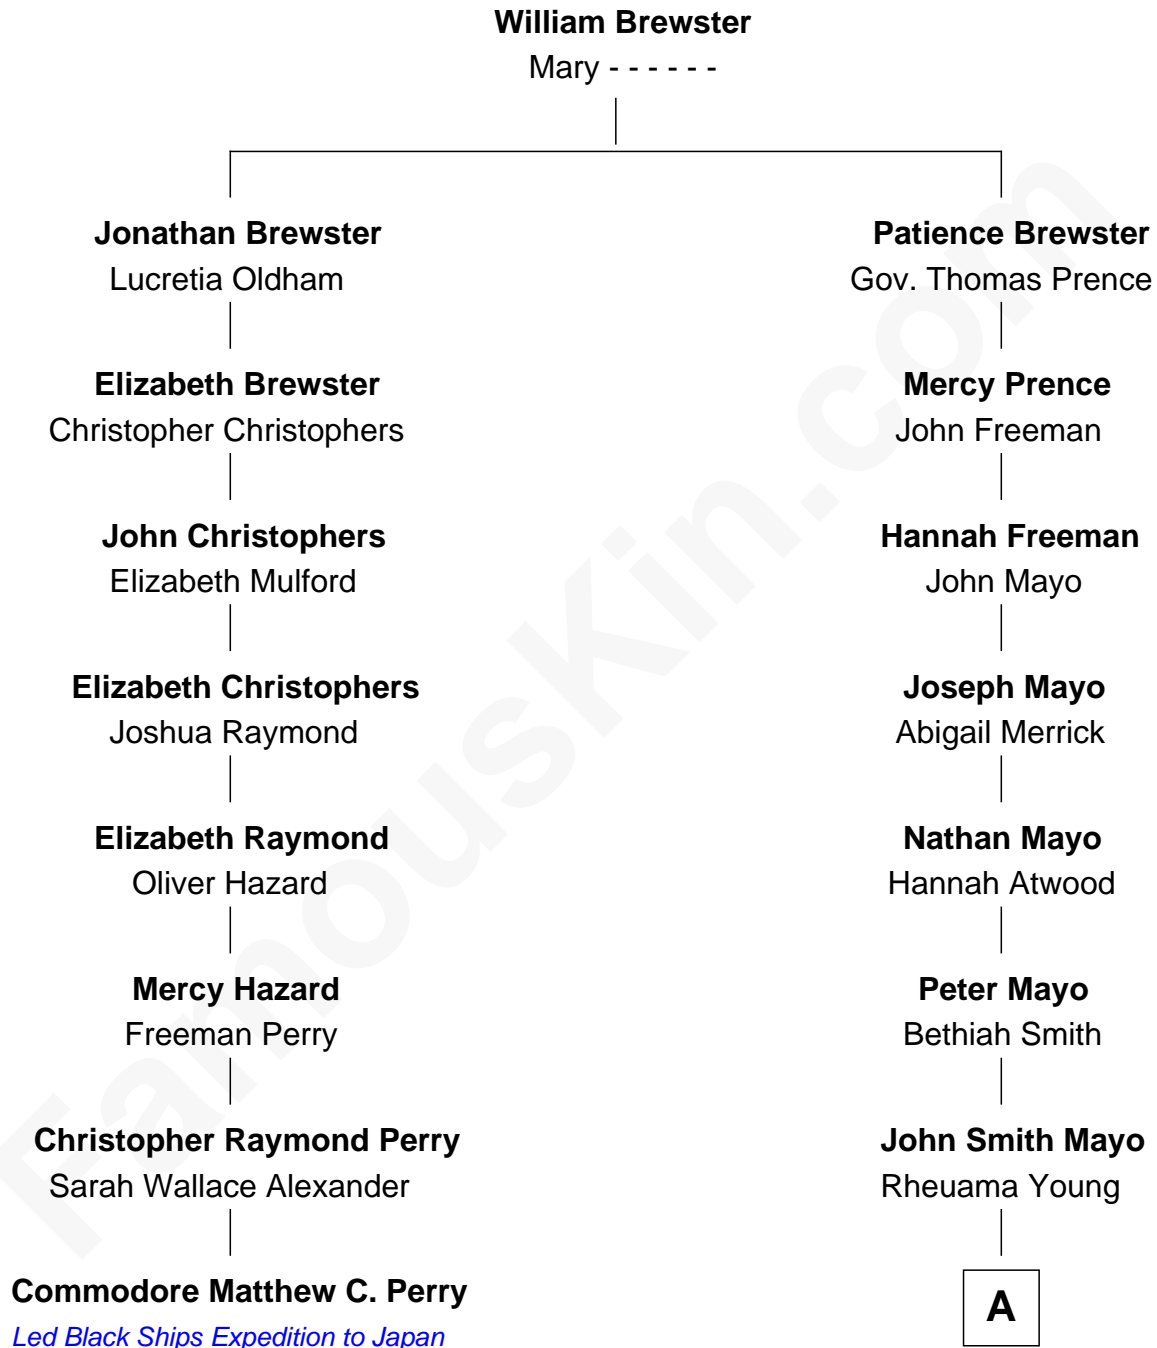 William Brewster
Mary - - - - - -
Jonathan Brewster
Lucretia Oldham
Patience Brewster
Gov. Thomas Prence
Elizabeth Brewster
Christopher Christophers
Mercy Prence
John Freeman
John Christophers
Elizabeth Mulford
Hannah Freeman
John Mayo
Elizabeth Christophers
Joshua Raymond
Joseph Mayo
Abigail Merrick
Elizabeth Raymond
Oliver Hazard
Nathan Mayo
Hannah Atwood
Mercy Hazard
Freeman Perry
Peter Mayo
Bethiah Smith
Christopher Raymond Perry
Sarah Wallace Alexander
John Smith Mayo
Rheuama Young
Commodore Matthew C. Perry
Led Black Ships Expedition to Japan
A
FamousKin.com